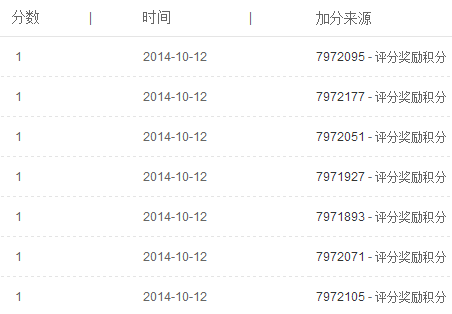 分数 | 时间 | 加分来源
1 2014-10-12 7972095 - 评分奖励积分
1 2014-10-12 7972177 - 评分奖励积分
1 2014-10-12 7972051 - 评分奖励积分
1 2014-10-12 7971927 - 评分奖励积分
1 2014-10-12 7971893 - 评分奖励积分
1 2014-10-12 7972071 - 评分奖励积分
1 2014-10-12 7972105 - 评分奖励积分